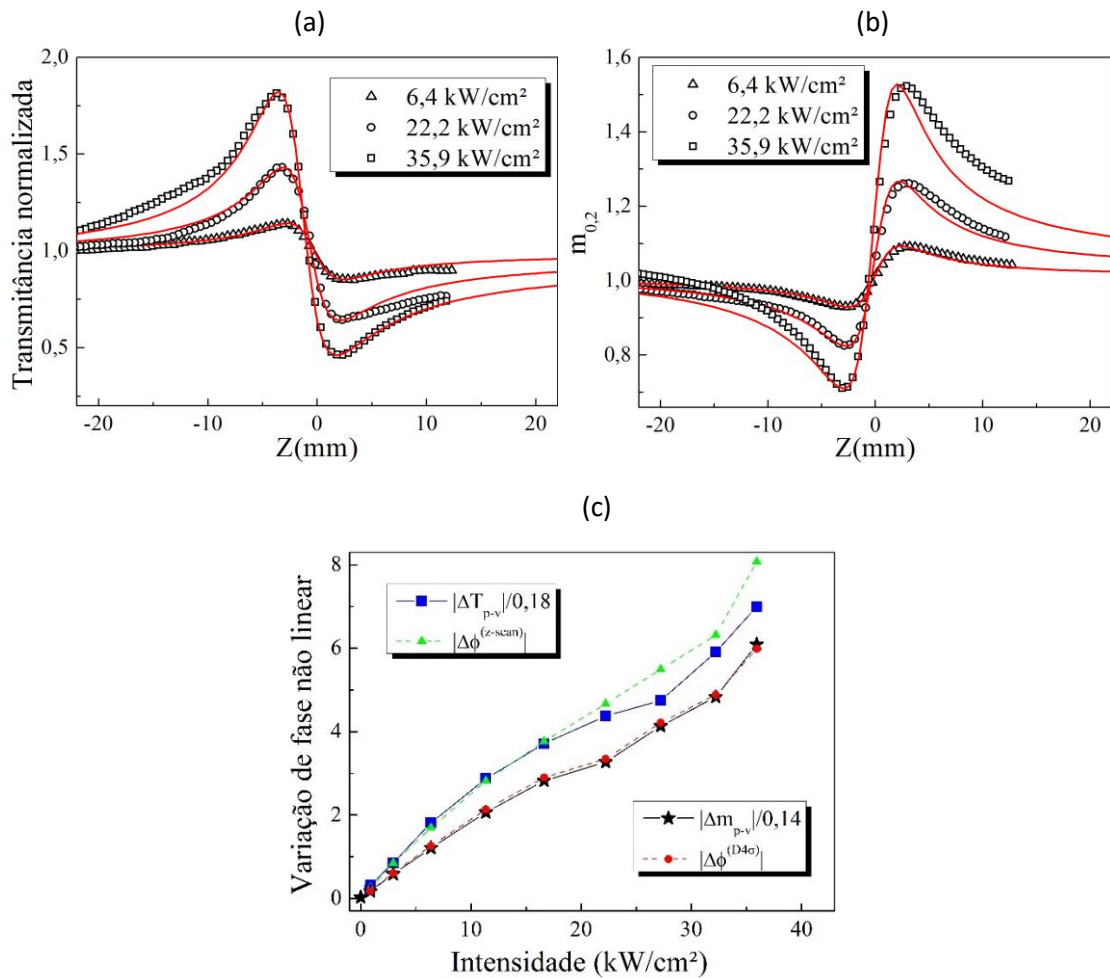 (a)
Transmitância normalizada
2,0
1,5
1,0
0,5
-20
-10
0
10
20
Z(mm)
6,4 kW/cm²
22,2 kW/cm²
35,9 kW/cm²
(b)
m0,2
1,6
1,4
1,2
1,0
0,8
-20
-10
0
10
20
Z(mm)
6,4 kW/cm²
22,2 kW/cm²
35,9 kW/cm²
(c)
Variação de fase não linear
8
6
4
2
0
0
10
20
30
40
Intensidade (kW/cm²)
|ΔTp-v|/0,18
|Δϕ(z-scan)|
|Δmp-v|/0,14
|Δϕ(D4σ)|